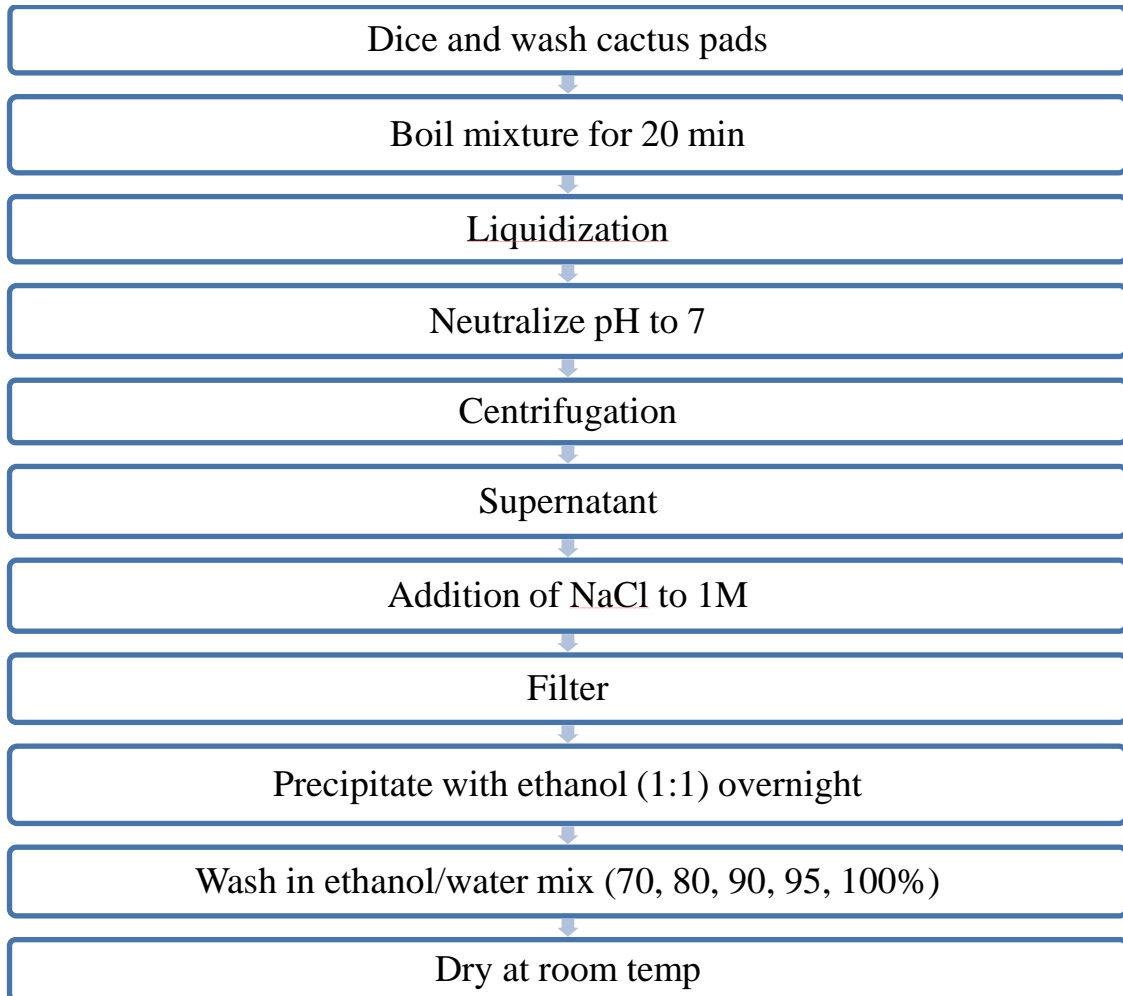 Dice and wash cactus pads
Boil mixture for 20 min
Liquidization
Neutralize pH to 7
Centrifugation
Supernatant
Addition of NaCl to 1M
Filter
Precipitate with ethanol (1:1) overnight
Wash in ethanol/water mix (70, 80, 90, 95, 100%)
Dry at room temp